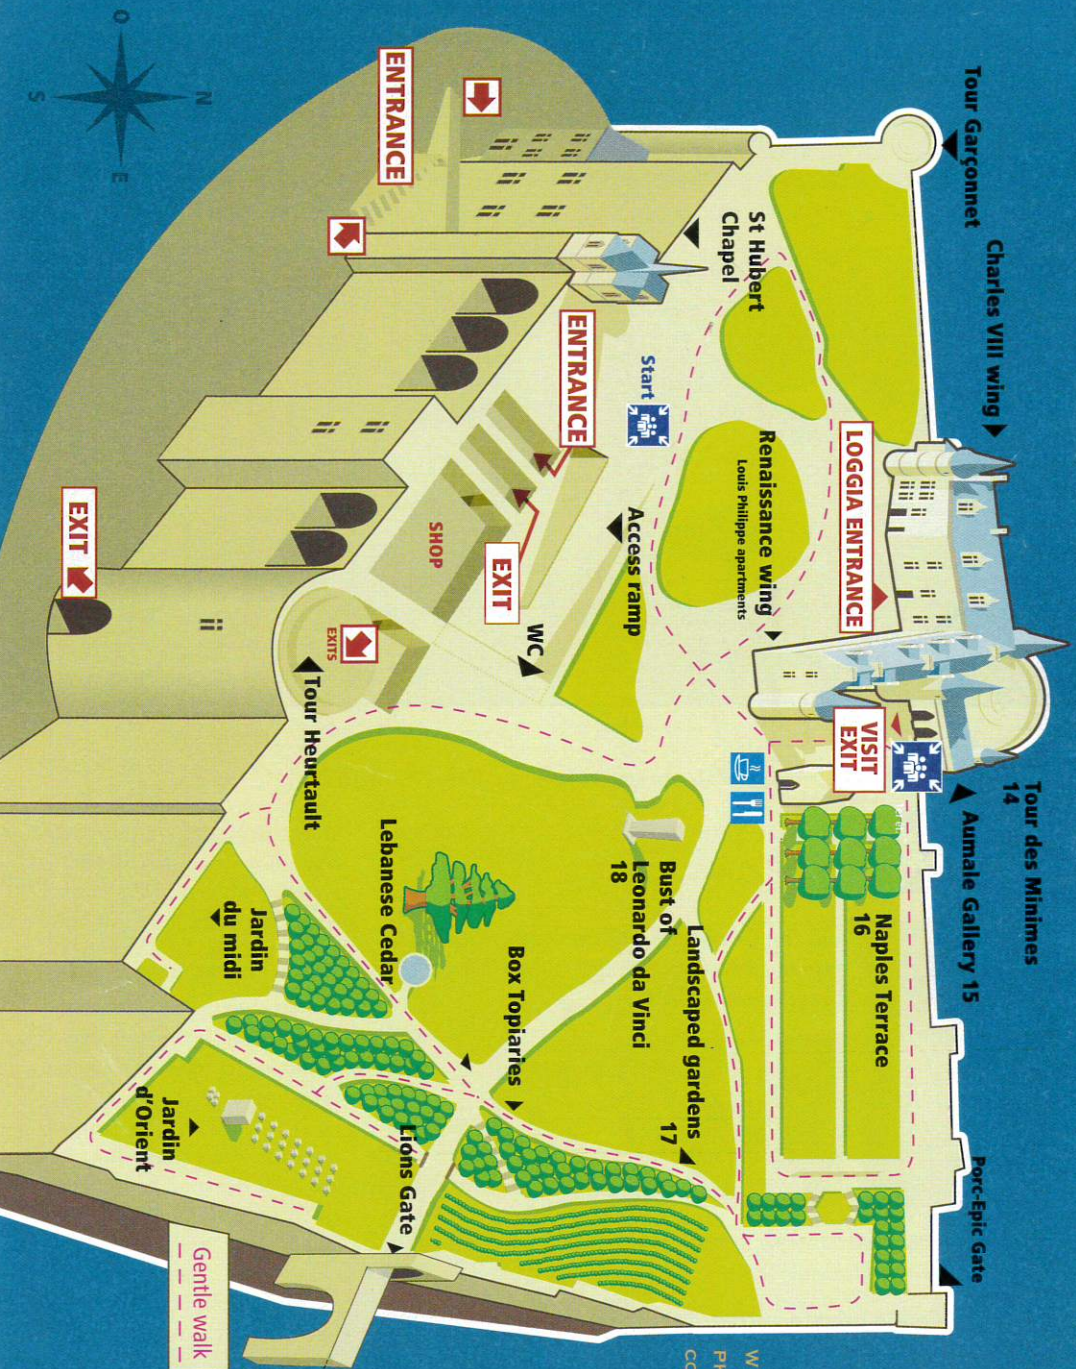 Tour des Minimes
14
Aumale Gallery 15
Charles VIII wing
Tour Garçonnet
Porc-Epic Gate
VISIT
EXIT
LOGGIA ENTRANCE
Naples Terrace
16
Renaissance wing
Louis Philippe apartments
St Hubert
Chapel
Landscaped gardens
17
Bust of
Leonardo da Vinci
18
Start
Access ramp
ENTRANCE
EXIT
WC
SHOP
Box Topiaries
Lebanese Cedar
Lions Gate
EXITS
Tour Heurtault
Jardin
du midi
Jardin
d'Orient
ENTRANCE
EXIT
Gentle walk
O
N
S
E
W
PH